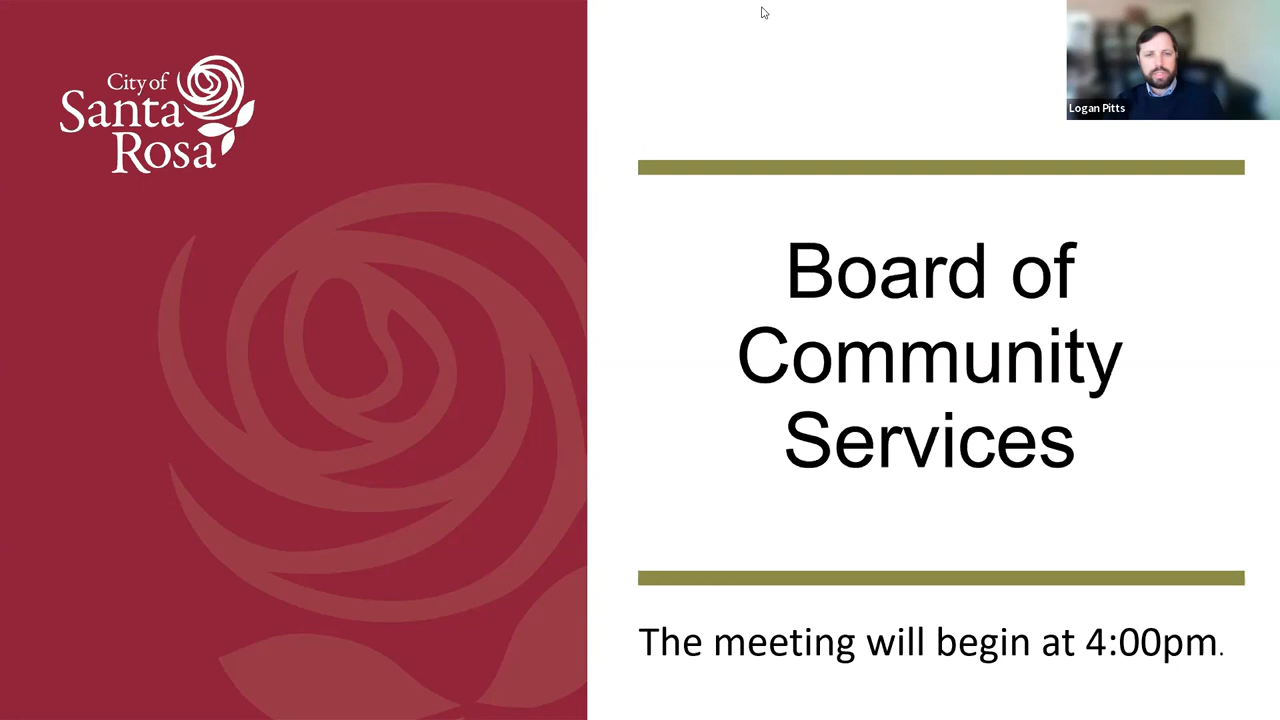 City of
Santa
Rosa
Logan Pitts
Board of
Community
Services
The meeting will begin at 4:00pm.